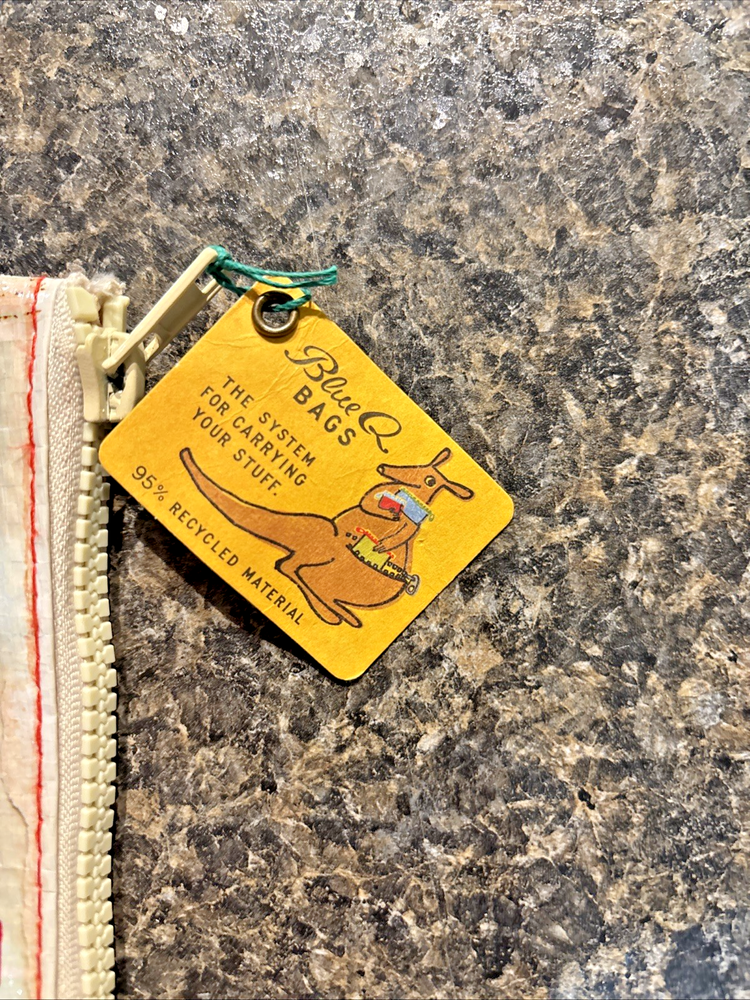 Blue Q
BAGS
THE SYSTEM
FOR CARRYING
YOUR STUFF.
95% RECYCLED MATERIAL